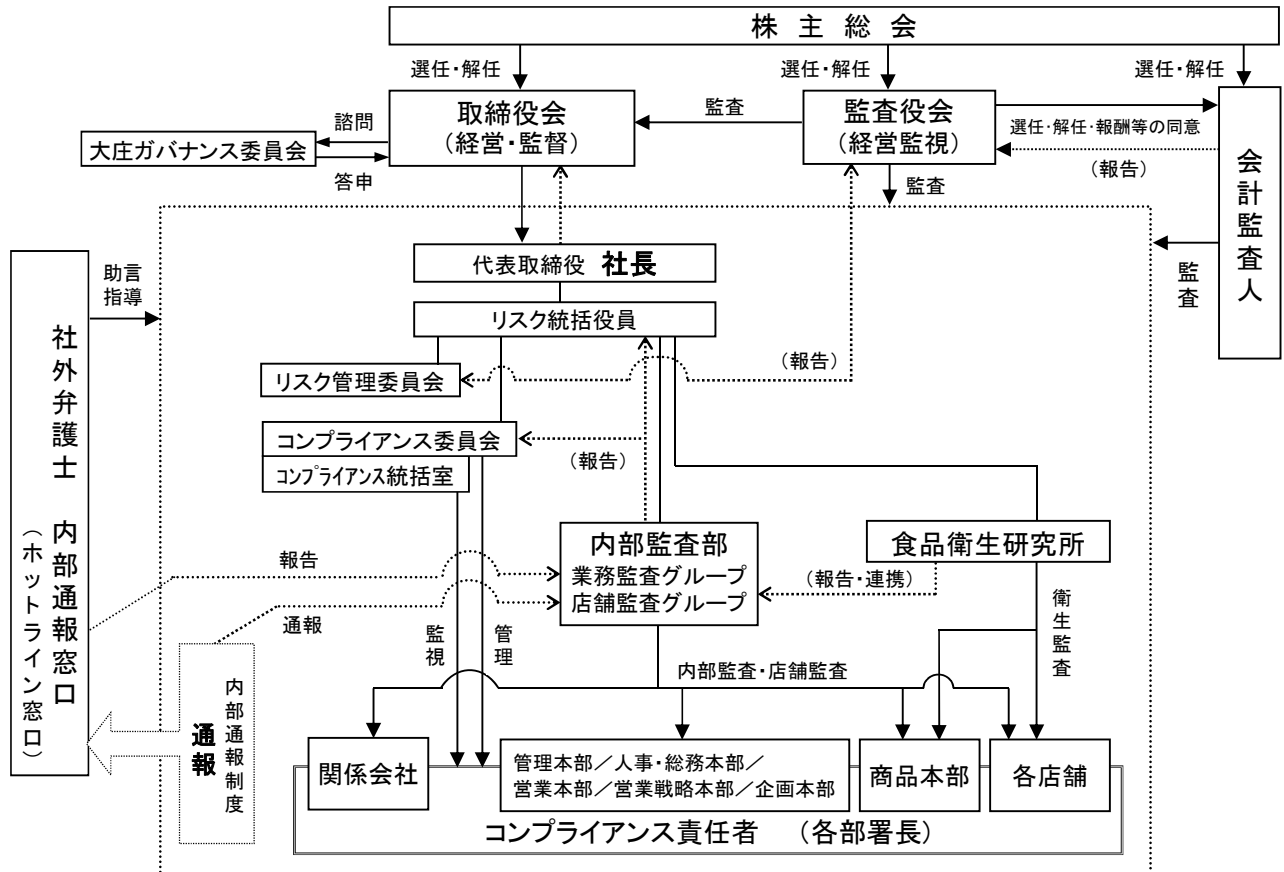 株主総会
選任・解任
選任・解任
選任・解任
取締役会
(経営・監督)
監査
監査役会
(経営監視)
選任・解任・報酬等の同意
(報告)
会計監査人
諮問
大庄ガバナンス委員会
答申
監査
監査
代表取締役 社長
助言
指導
リスク統括役員
社外弁護士 内部通報窓口
(ホットライン窓口)
リスク管理委員会
(報告)
コンプライアンス委員会
コンプライアンス統括室
(報告)
内部監査部
業務監査グループ
店舗監査グループ
食品衛生研究所
(報告・連携)
報告
通報
監視
管理
衛生監査
内部監査・店舗監査
内部通報制度
通報
関係会社
管理本部/人事・総務本部/
営業本部/営業戦略本部/企画本部
商品本部
各店舗
コンプライアンス責任者 (各部署長)